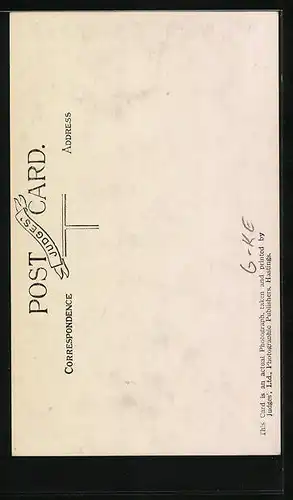 POST CARD.
JUDGES'
CORRESPONDENCE
ADDRESS
G-KE
This Card is an actual Photograph, taken and printed by
Judges', Ltd., Photographic Publishers, Hastings.